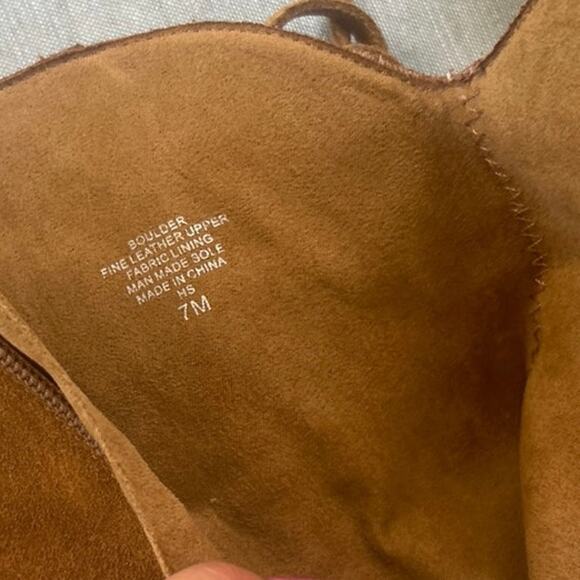 BOULDER
FINE LEATHER UPPER
FABRIC LINING
MAN MADE SOLE
MADE IN CHINA
HS
7M